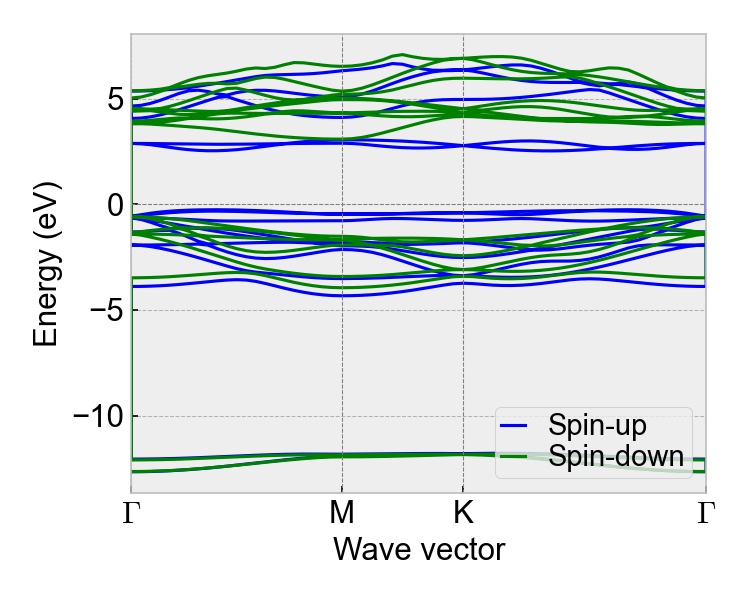 5
0
−5
−10
Energy (eV)
Spin-up
Spin-down
Γ M K Γ
Wave vector